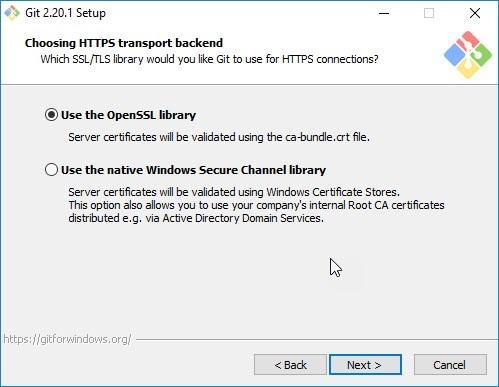 Git 2.20.1 Setup
Choosing HTTPS transport backend
Which SSL/TLS library would you like Git to use for HTTPS connections?
Use the OpenSSL library
Server certificates will be validated using the ca-bundle.crt file.
Use the native Windows Secure Channel library
Server certificates will be validated using Windows Certificate Stores.
This option also allows you to use your company's internal Root CA certificates
distributed e.g. via Active Directory Domain Services.
https://gitforwindows.org/
< Back
Next >
Cancel